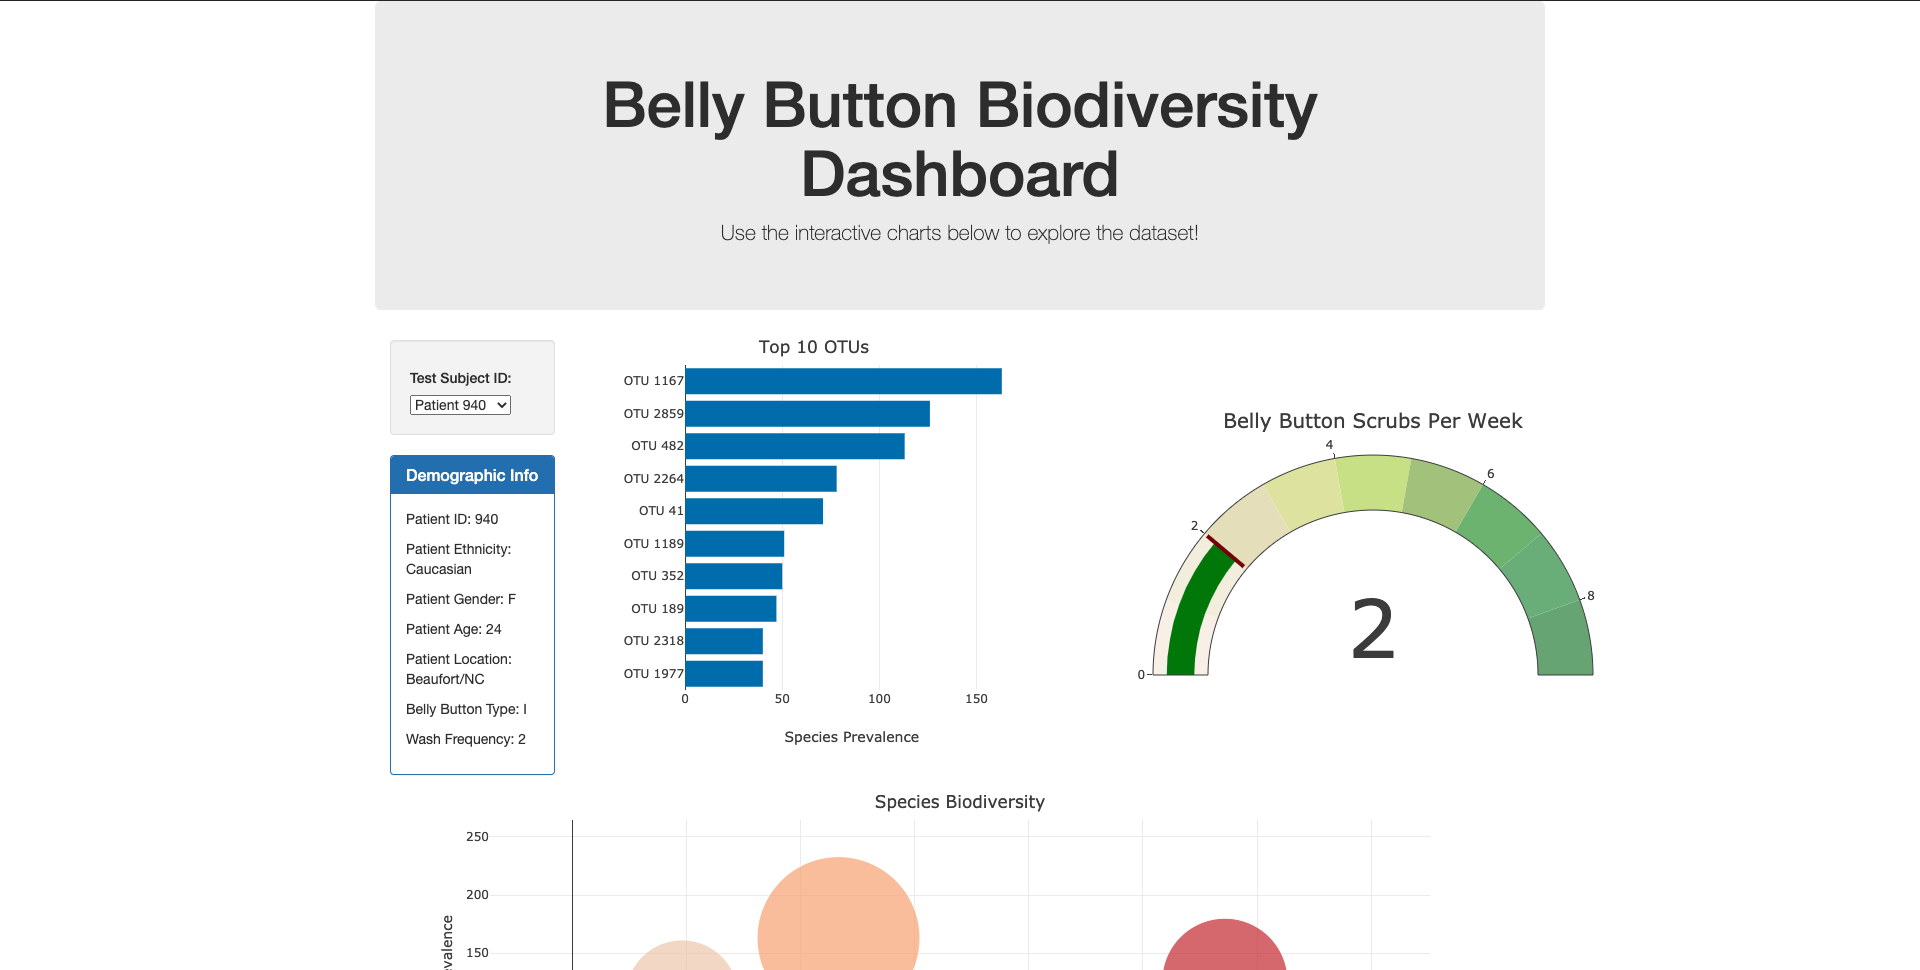 Belly Button Biodiversity
Dashboard
Use the interactive charts below to explore the dataset!
Test Subject ID:
Patient 940
Demographic Info
Patient ID: 940
Patient Ethnicity:
Caucasian
Patient Gender: F
Patient Age: 24
Patient Location:
Beaufort/NC
Belly Button Type: I
Wash Frequency: 2
Top 10 OTUs
OTU 1167
OTU 2859
OTU 482
OTU 2264
OTU 41
OTU 1189
OTU 352
OTU 189
OTU 2318
OTU 1977
0 50 100 150
Species Prevalence
Belly Button Scrubs Per Week
0
2
4
6
8
2
Species Biodiversity
250
200
150